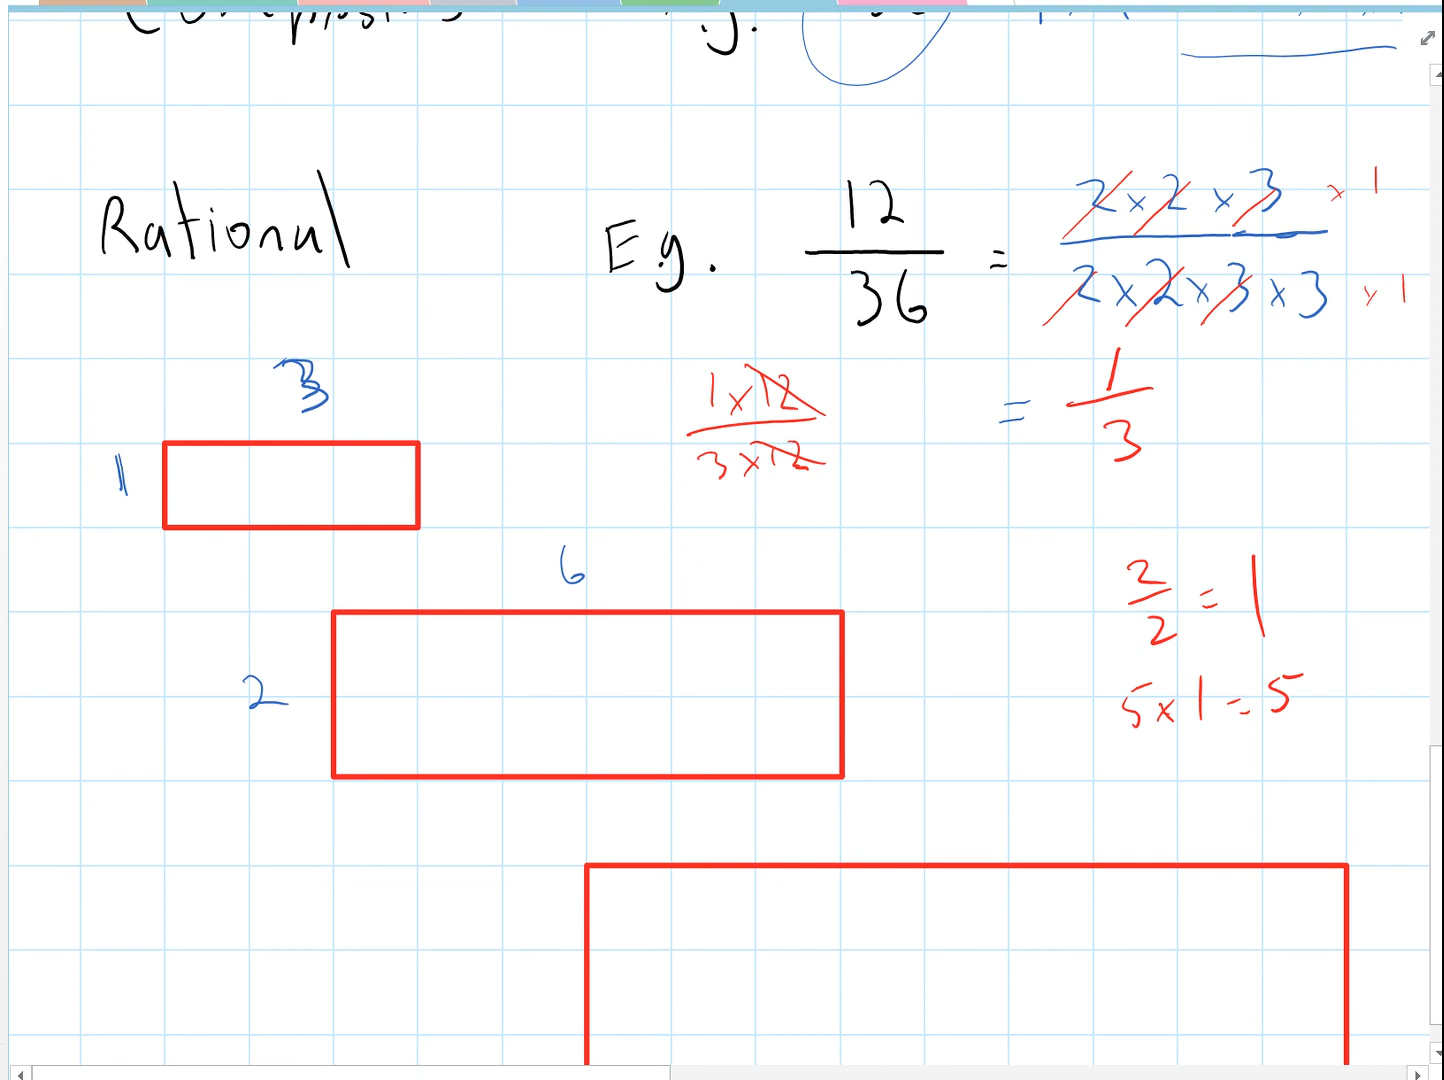 Rational E.g. 12/36 = 2 × 2 × 3 × 1 / 2 × 2 × 3 × 3 × 1
3
1 × 12 / 3 × 12
= 1/3
1
6
2/2 = 1
2
5 × 1 = 5